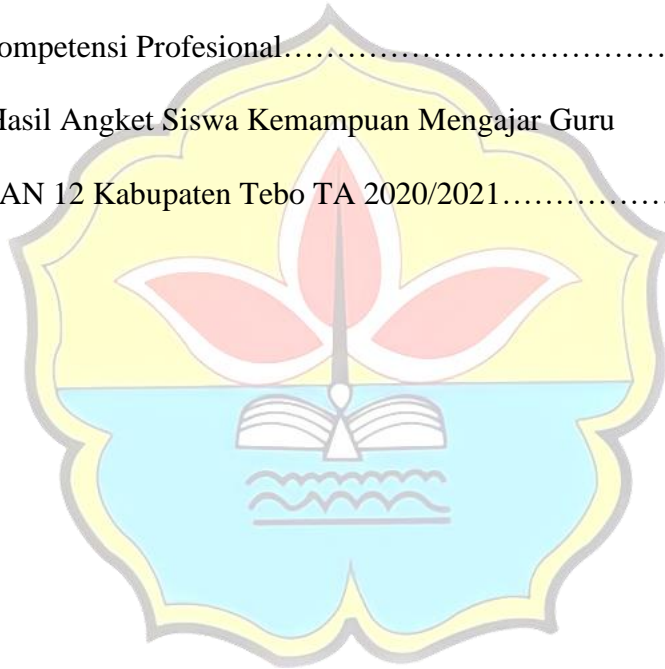 ompetensi Profesional……………………………….
Hasil Angket Siswa Kemampuan Mengajar Guru
AN 12 Kabupaten Tebo TA 2020/2021…………….